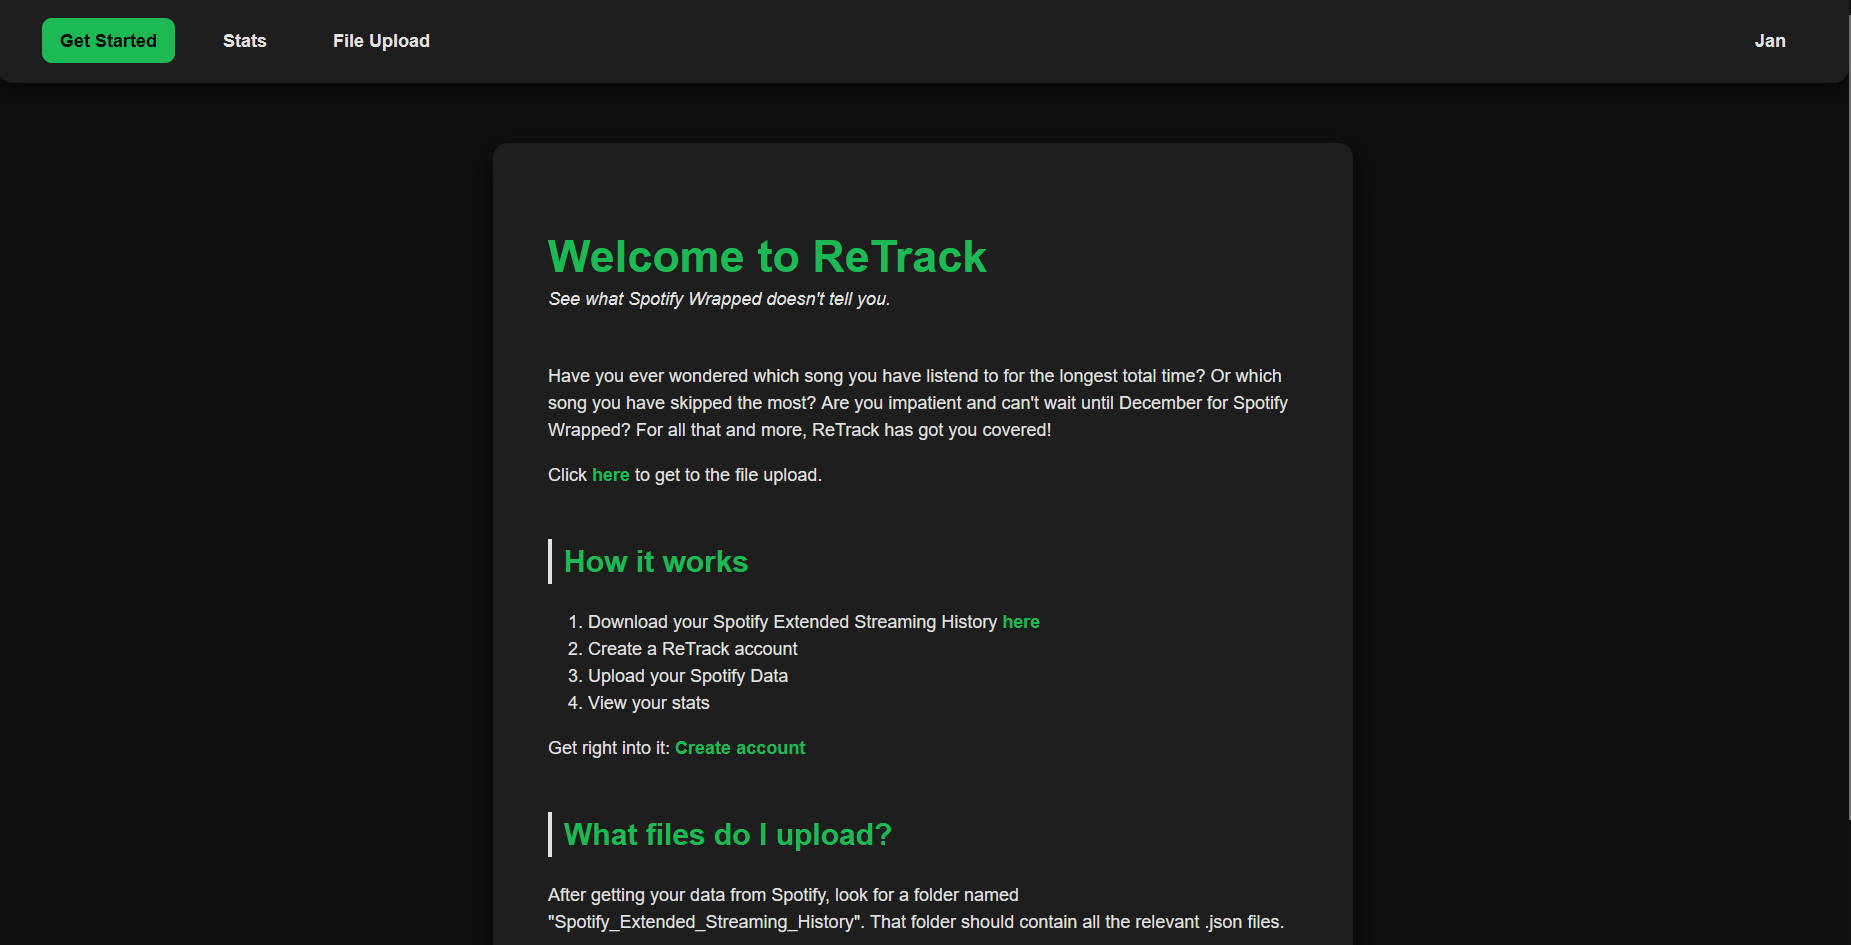 Get Started
Stats
File Upload
Jan
Welcome to ReTrack
See what Spotify Wrapped doesn't tell you.
Have you ever wondered which song you have listend to for the longest total time? Or which
song you have skipped the most? Are you impatient and can't wait until December for Spotify
Wrapped? For all that and more, ReTrack has got you covered!
Click here to get to the file upload.
How it works
1. Download your Spotify Extended Streaming History here
2. Create a ReTrack account
3. Upload your Spotify Data
4. View your stats
Get right into it: Create account
What files do I upload?
After getting your data from Spotify, look for a folder named
"Spotify_Extended_Streaming_History". That folder should contain all the relevant .json files.